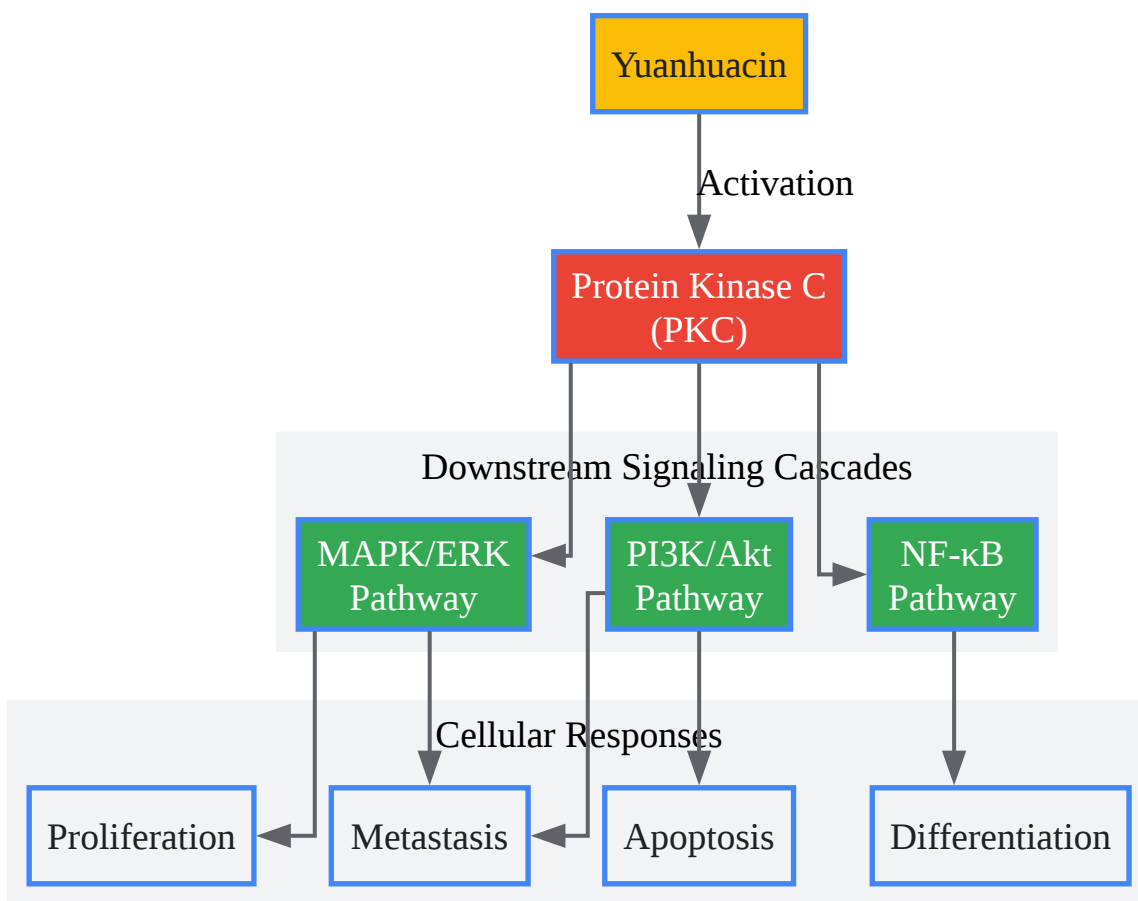 Yuanhuacin
Activation
Protein Kinase C
(PKC)
Downstream Signaling Cascades
MAPK/ERK
Pathway
PI3K/Akt
Pathway
NF-κB
Pathway
Cellular Responses
Proliferation
Metastasis
Apoptosis
Differentiation